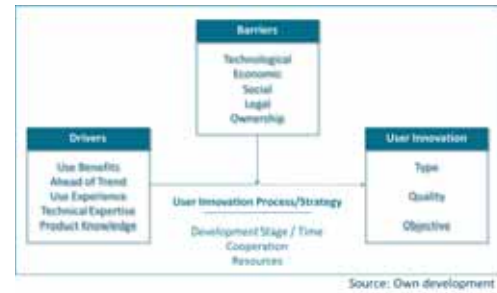 Barriers
Technological
Economic
Social
Legal
Ownership
Drivers
Use Benefits
Ahead of Trend
Use Experience
Technical Expertise
Product Knowledge
User Innovation
Type
Quality
Objective
User Innovation Process/Strategy
Development Stage / Time
Cooperation
Resources
Source: Own development